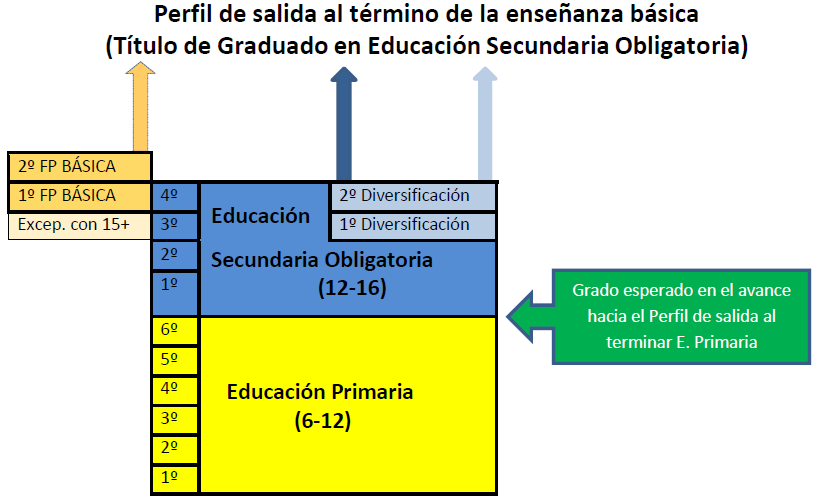 Perfil de salida al término de la enseñanza básica
(Título de Graduado en Educación Secundaria Obligatoria)
2º FP BÁSICA
1º FP BÁSICA
Excep. con 15+
4º
3º
2º
1º
Educación
Secundaria Obligatoria
(12-16)
2º Diversificación
1º Diversificación
6º
5º
4º
3º
2º
1º
Educación Primaria
(6-12)
Grado esperado en el avance
hacia el Perfil de salida al
terminar E. Primaria